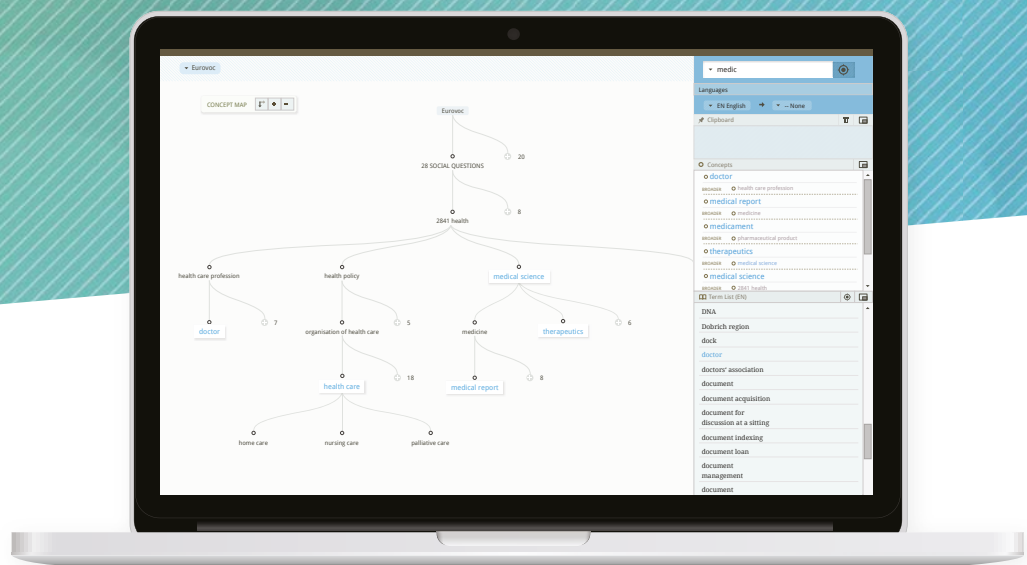 Eurovoc
medic
Languages
EN English
-- None
Clipboard
CONCEPT MAP
Eurovoc
20
28 SOCIAL QUESTIONS
8
2841 health
health care profession
health policy
medical science
7
5
6
doctor
organisation of health care
medicine
therapeutics
18
8
health care
medical report
home care
nursing care
palliative care
Concepts
doctor
BROADER health care profession
medical report
BROADER medicine
medicament
BROADER pharmaceutical product
therapeutics
BROADER medical science
medical science
BROADER 2841 health
Term List (EN)
DNA
Dobrich region
dock
doctor
doctors' association
document
document acquisition
document for
discussion at a sitting
document indexing
document loan
document
management
document